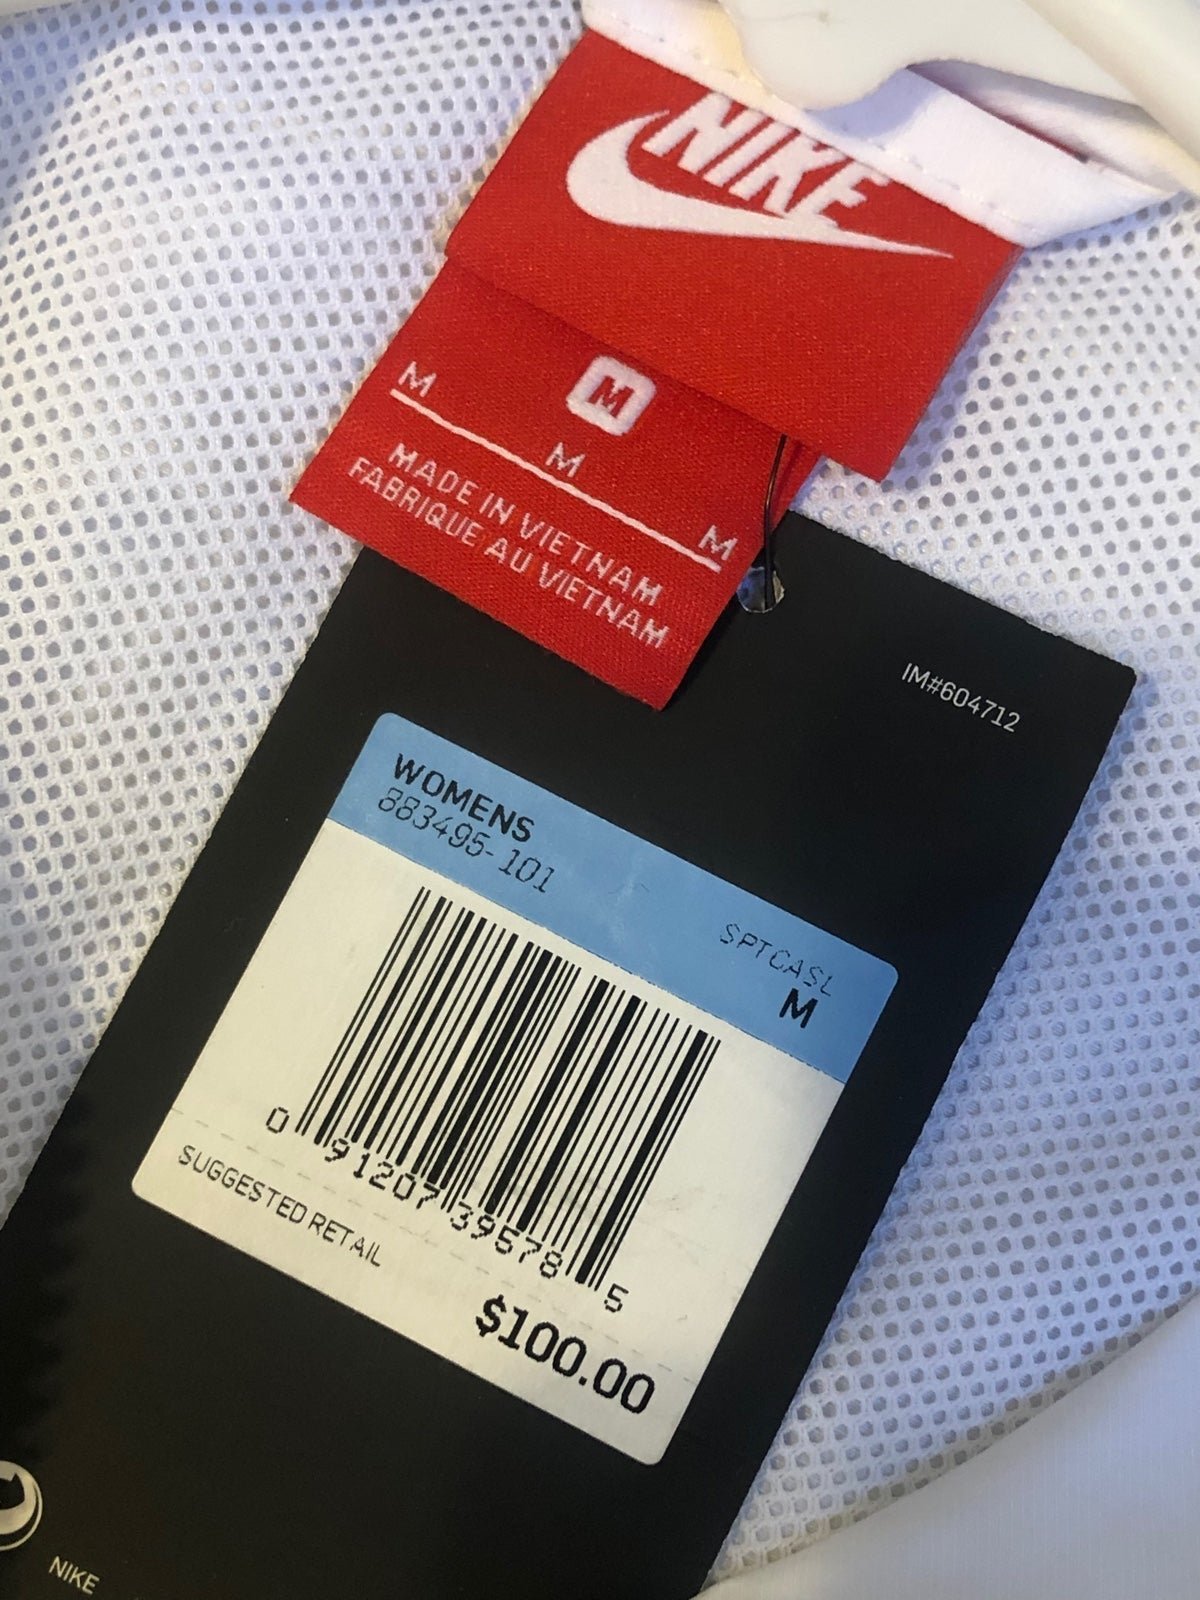 NIKE
M
M
M
M
MADE IN VIETNAM
FABRIQUE AU VIETNAM
IM#604712
WOMENS
883495-101
SPTCASL
M
0 91207 39578 5
SUGGESTED RETAIL
$100.00
NIKE